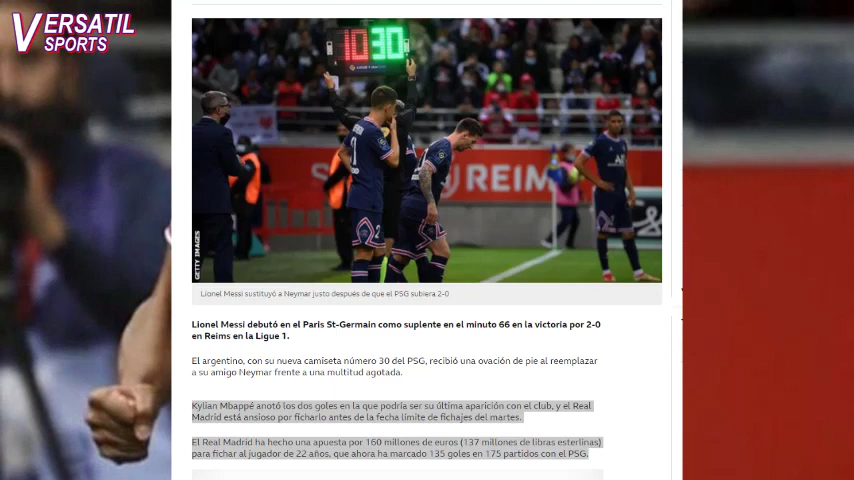 VERSATIL
SPORTS
10 30
REIM
GETTY IMAGES
Lionel Messi sustituyó a Neymar justo después de que el PSG subiera 2-0
Lionel Messi debutó en el Paris St-Germain como suplente en el minuto 66 en la victoria por 2-0
en Reims en la Ligue 1.
El argentino, con su nueva camiseta número 30 del PSG, recibió una ovación de pie al reemplazar
a su amigo Neymar frente a una multitud agotada.
Kylian Mbappé anotó los dos goles en la que podría ser su última aparición con el club, y el Real
Madrid está ansioso por ficharlo antes de la fecha límite de fichajes del martes.
El Real Madrid ha hecho una apuesta por 160 millones de euros (137 millones de libras esterlinas)
para fichar al jugador de 22 años, que ahora ha marcado 135 goles en 175 partidos con el PSG.